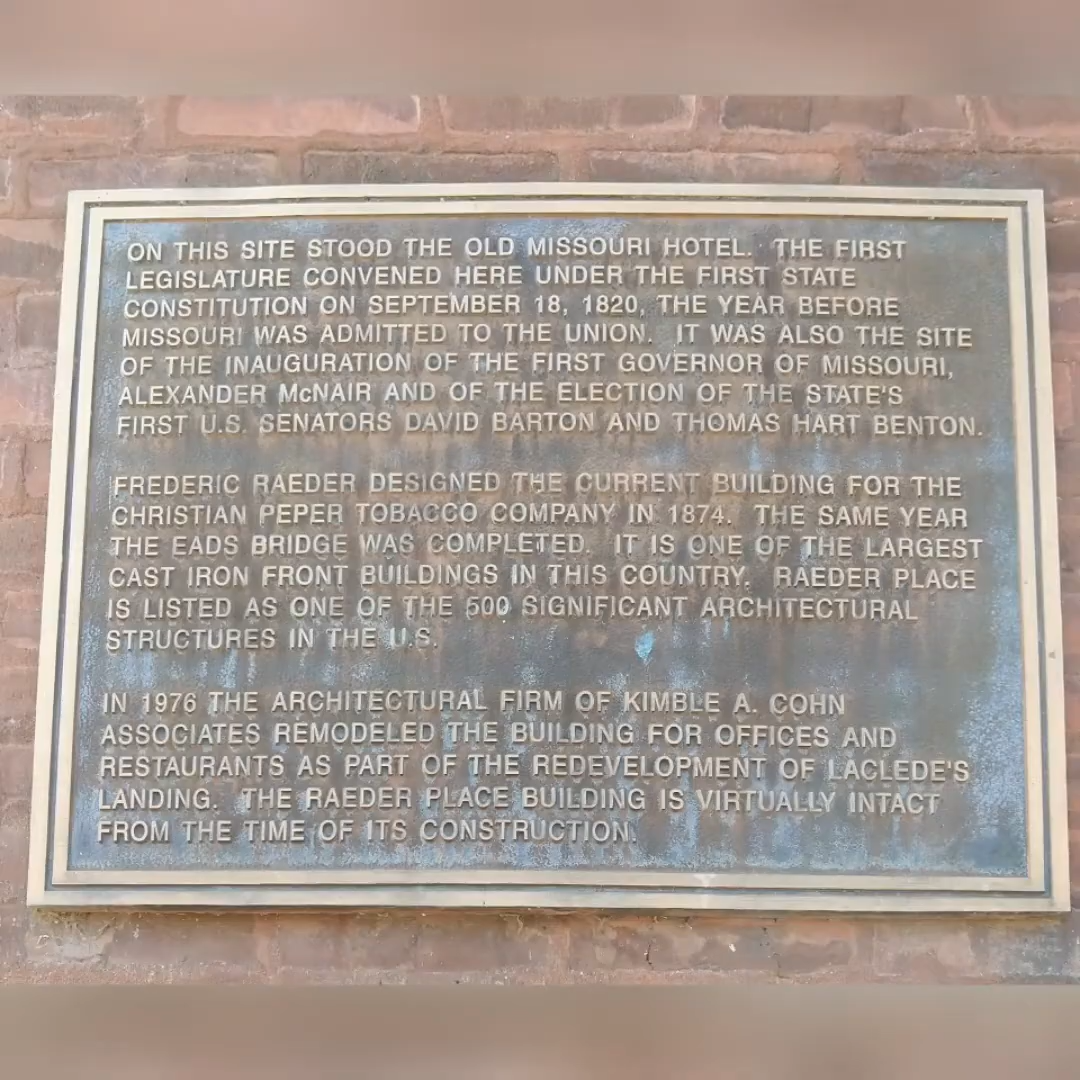 ON THIS SITE STOOD THE OLD MISSOURI HOTEL. THE FIRST
LEGISLATURE CONVENED HERE UNDER THE FIRST STATE
CONSTITUTION ON SEPTEMBER 18, 1820, THE YEAR BEFORE
MISSOURI WAS ADMITTED TO THE UNION. IT WAS ALSO THE SITE
OF THE INAUGURATION OF THE FIRST GOVERNOR OF MISSOURI,
ALEXANDER McNAIR AND OF THE ELECTION OF THE STATE'S
FIRST U.S. SENATORS DAVID BARTON AND THOMAS HART BENTON.
FREDERIC RAEDER DESIGNED THE CURRENT BUILDING FOR THE
CHRISTIAN PEPER TOBACCO COMPANY IN 1874. THE SAME YEAR
THE EADS BRIDGE WAS COMPLETED. IT IS ONE OF THE LARGEST
CAST IRON FRONT BUILDINGS IN THIS COUNTRY. RAEDER PLACE
IS LISTED AS ONE OF THE 500 SIGNIFICANT ARCHITECTURAL
STRUCTURES IN THE U.S.
IN 1976 THE ARCHITECTURAL FIRM OF KIMBLE A. COHN
ASSOCIATES REMODELED THE BUILDING FOR OFFICES AND
RESTAURANTS AS PART OF THE REDEVELOPMENT OF LACLEDE'S
LANDING. THE RAEDER PLACE BUILDING IS VIRTUALLY INTACT
FROM THE TIME OF ITS CONSTRUCTION.